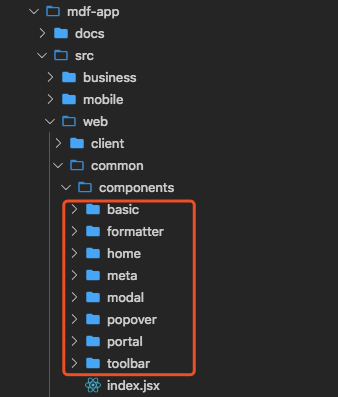 mdf-app
docs
src
business
mobile
web
client
common
components
basic
formatter
home
meta
modal
popover
portal
toolbar
index.jsx